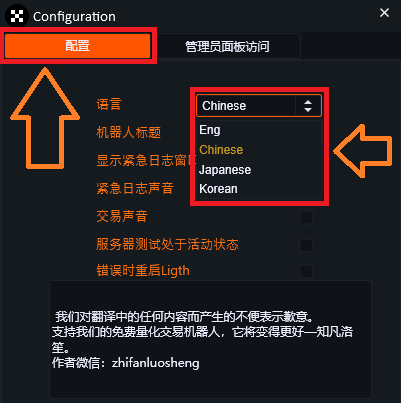 Configuration
配置
管理员面板访问
语言
Chinese
机器人标题
Eng
显示紧急日志窗
Chinese
Japanese
紧急日志声音
Korean
交易声音
服务器测试处于活动状态
错误时重启Ligth
我们对翻译中的任何内容而产生的不便表示歉意。
支持我们的免费量化交易机器人，它将变得更好—知凡洛
笙。
作者微信：zhifanluosheng